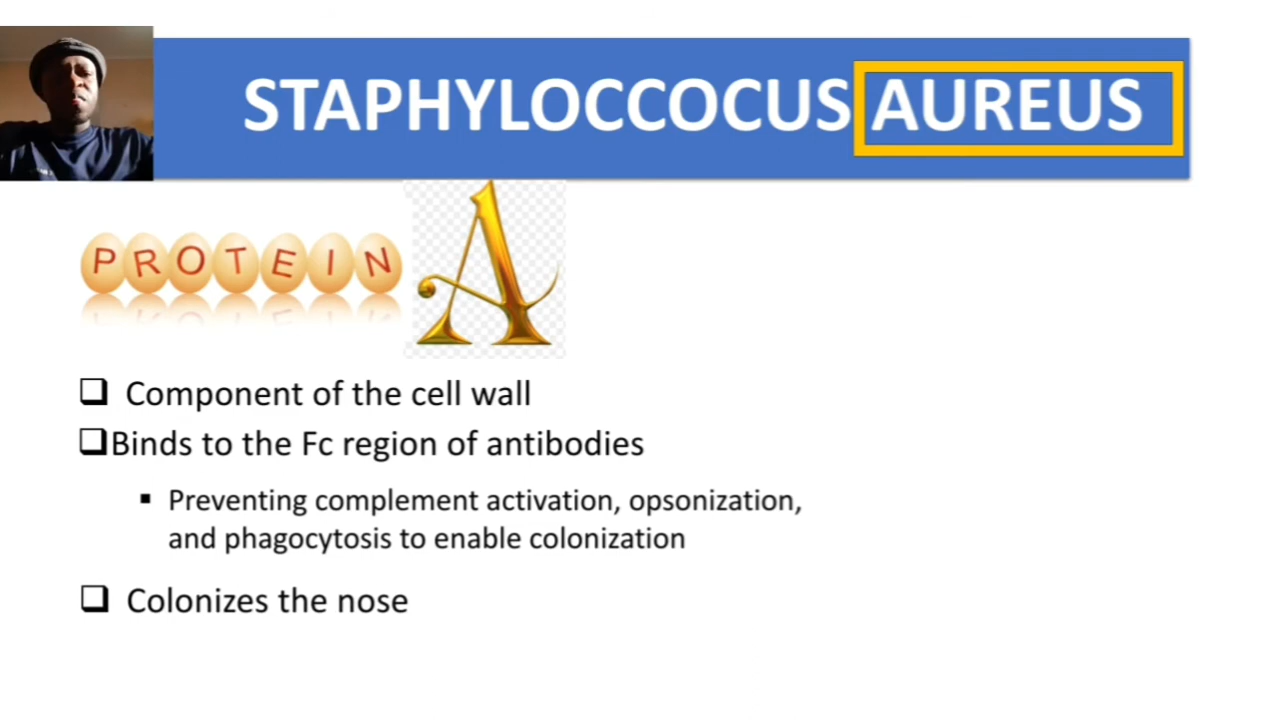 STAPHYLOCCOCUS AUREUS
PROTEIN A
Component of the cell wall
Binds to the Fc region of antibodies
Preventing complement activation, opsonization,
and phagocytosis to enable colonization
Colonizes the nose